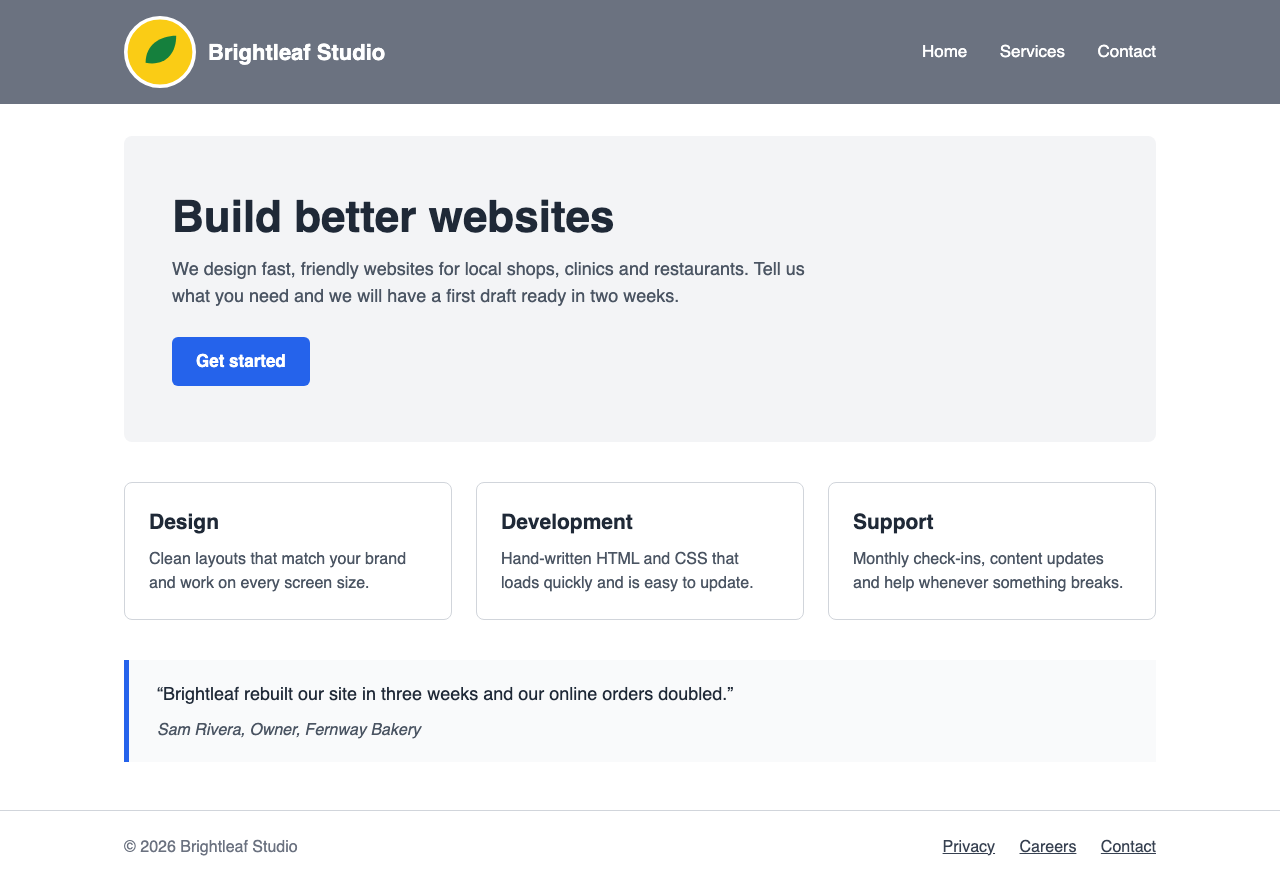 Brightleaf Studio
Home Services Contact
Build better websites
We design fast, friendly websites for local shops, clinics and restaurants. Tell us
what you need and we will have a first draft ready in two weeks.
Get started
Design
Clean layouts that match your brand
and work on every screen size.
Development
Hand-written HTML and CSS that
loads quickly and is easy to update.
Support
Monthly check-ins, content updates
and help whenever something breaks.
“Brightleaf rebuilt our site in three weeks and our online orders doubled.”
Sam Rivera, Owner, Fernway Bakery
© 2026 Brightleaf Studio
Privacy Careers Contact